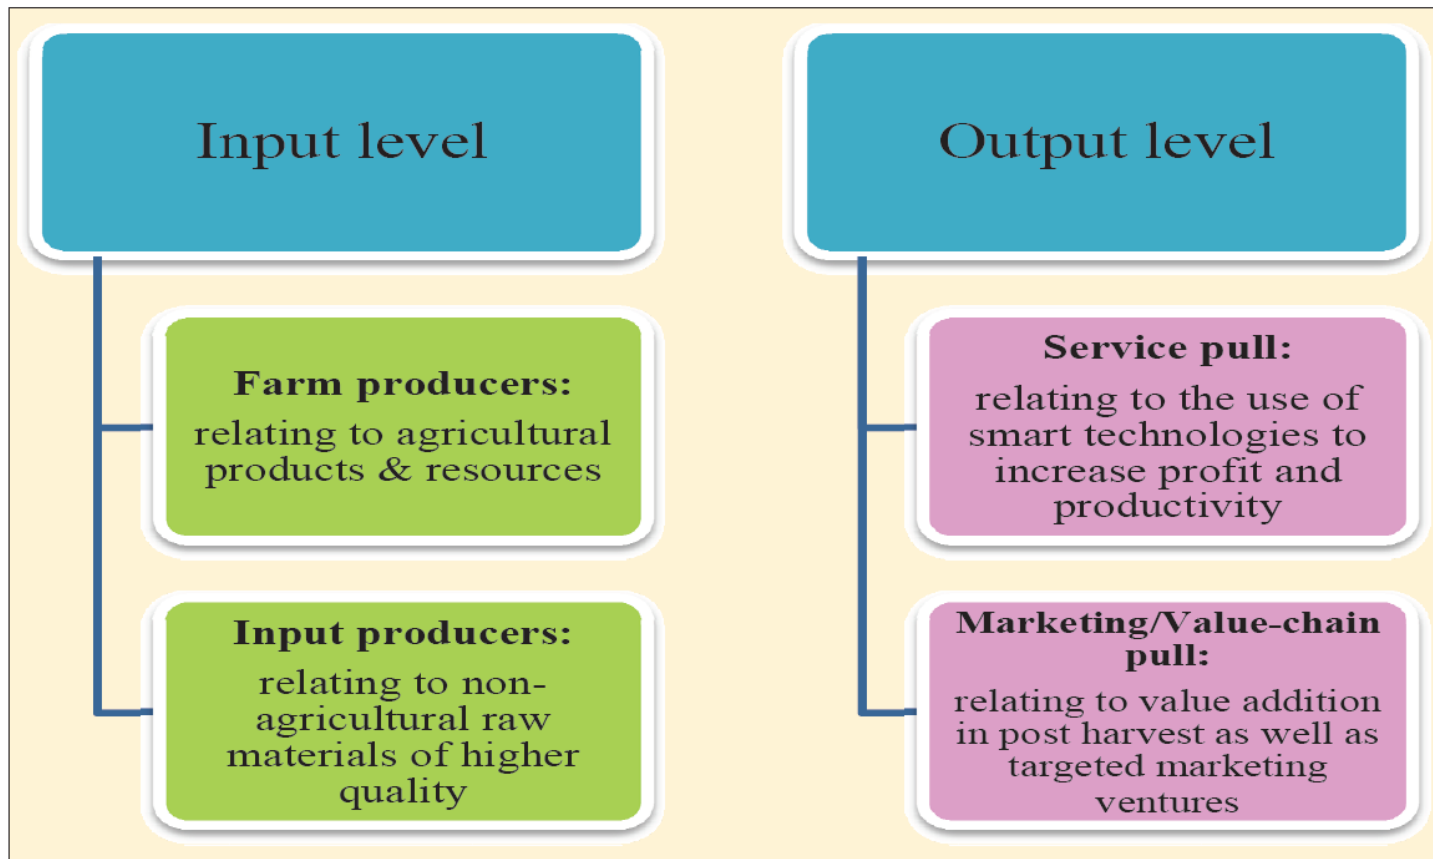 Input level
Farm producers:
relating to agricultural
products & resources
Input producers:
relating to non-
agricultural raw
materials of higher
quality
Output level
Service pull:
relating to the use of
smart technologies to
increase profit and
productivity
Marketing/Value-chain
pull:
relating to value addition
in post harvest as well as
targeted marketing
ventures